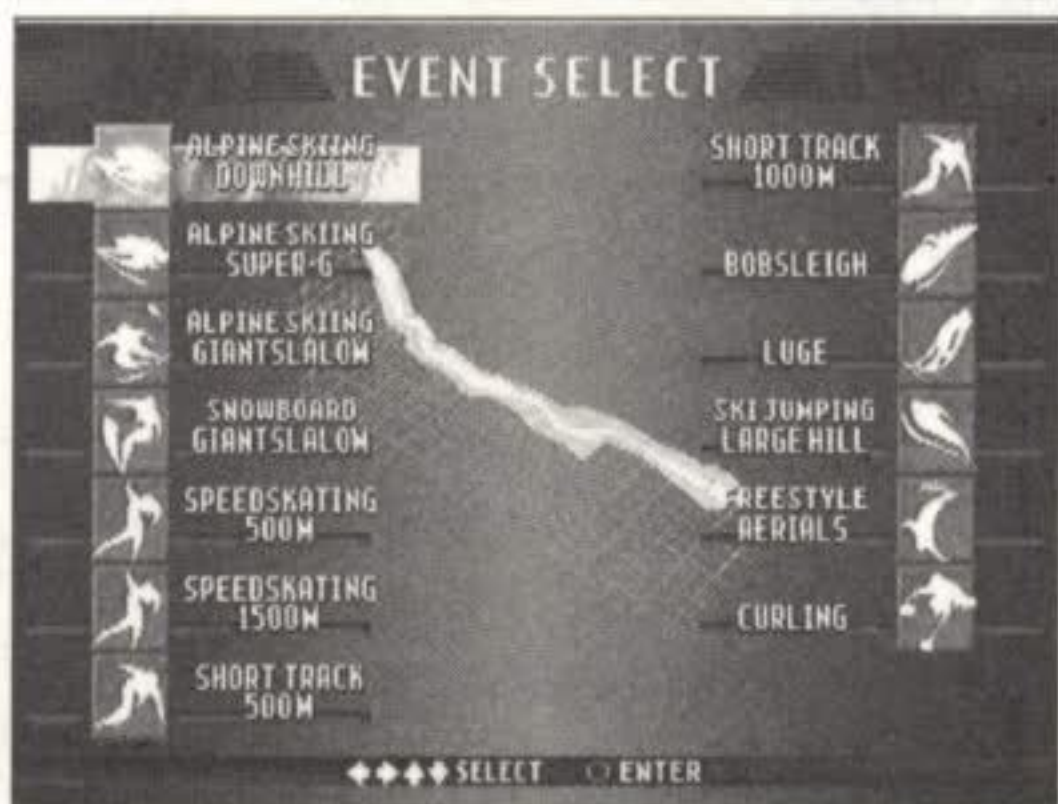 EVENT SELECT
ALPINE SKIING
DOWNHILL
ALPINE SKIING
SUPER-G
ALPINE SKIING
GIANTSLALOM
SNOWBOARD
GIANTSLALOM
SPEEDSKATING
500M
SPEEDSKATING
1500M
SHORT TRACK
500M
SHORT TRACK
1000M
BOBSLEIGH
LUGE
SKI JUMPING
LARGE HILL
FREESTYLE
AERIALS
CURLING
SELECT ENTER